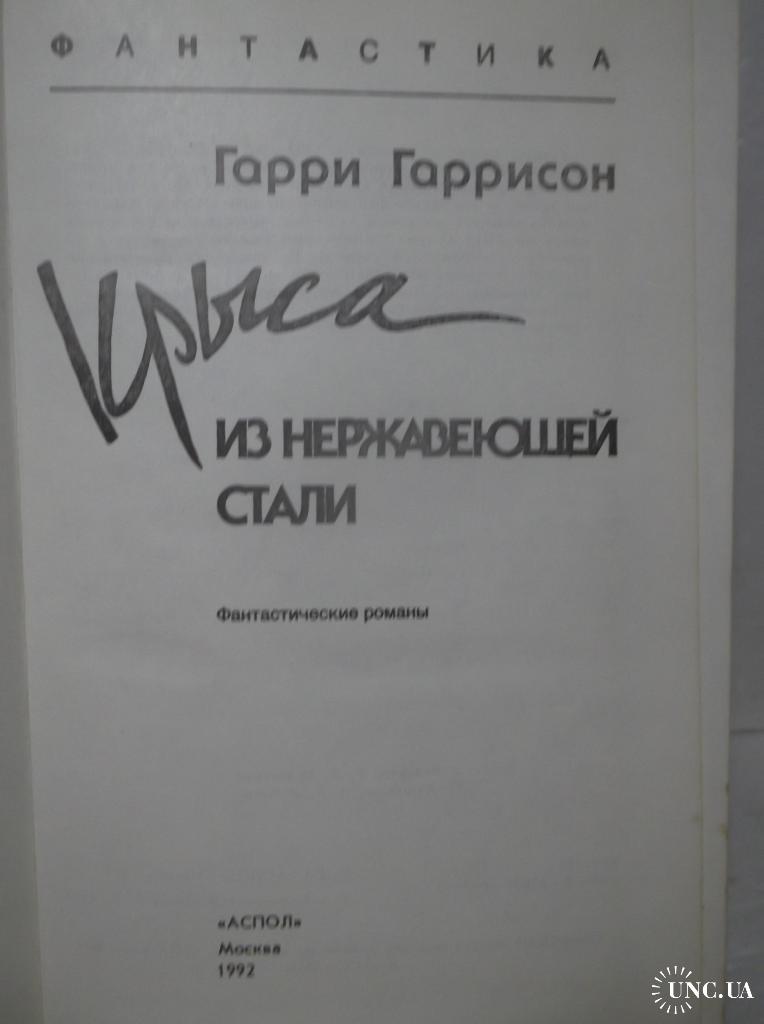 ФАНТАСТИКА
Гарри Гаррисон
Крыса
ИЗ НЕРЖАВЕЮЩЕЙ
СТАЛИ
Фантастические романы
«АСПОЛ»
Москва
1992
UNC.UA